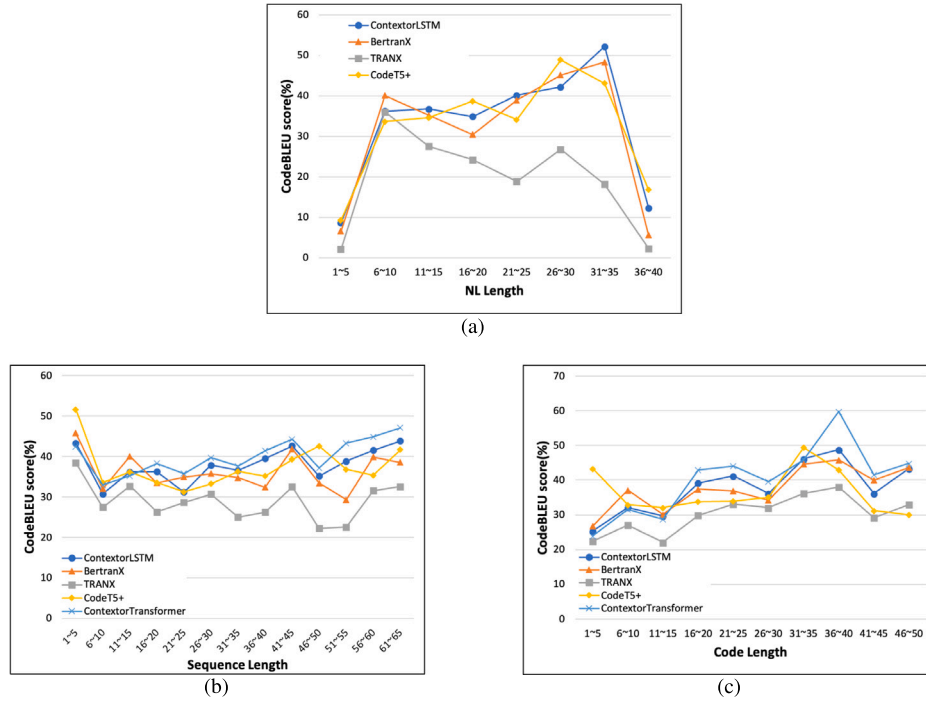 60
50
40
30
20
10
0
CodeBLEU score(%)
ContextorLSTM
BertranX
TRANX
CodeT5+
1~5 6~10 11~15 16~20 21~25 26~30 31~35 36~40
NL Length
(a)
60
50
40
30
20
10
0
CodeBLEU score(%)
ContextorLSTM
BertranX
TRANX
CodeT5+
ContextorTransformer
1~5 6~10 11~15 16~20 21~25 26~30 31~35 36~40 41~45 46~50 51~55 56~60 61~65
Sequence Length
(b)
70
60
50
40
30
20
10
0
CodeBLEU score(%)
ContextorLSTM
BertranX
TRANX
CodeT5+
ContextorTransformer
1~5 6~10 11~15 16~20 21~25 26~30 31~35 36~40 41~45 46~50
Code Length
(c)